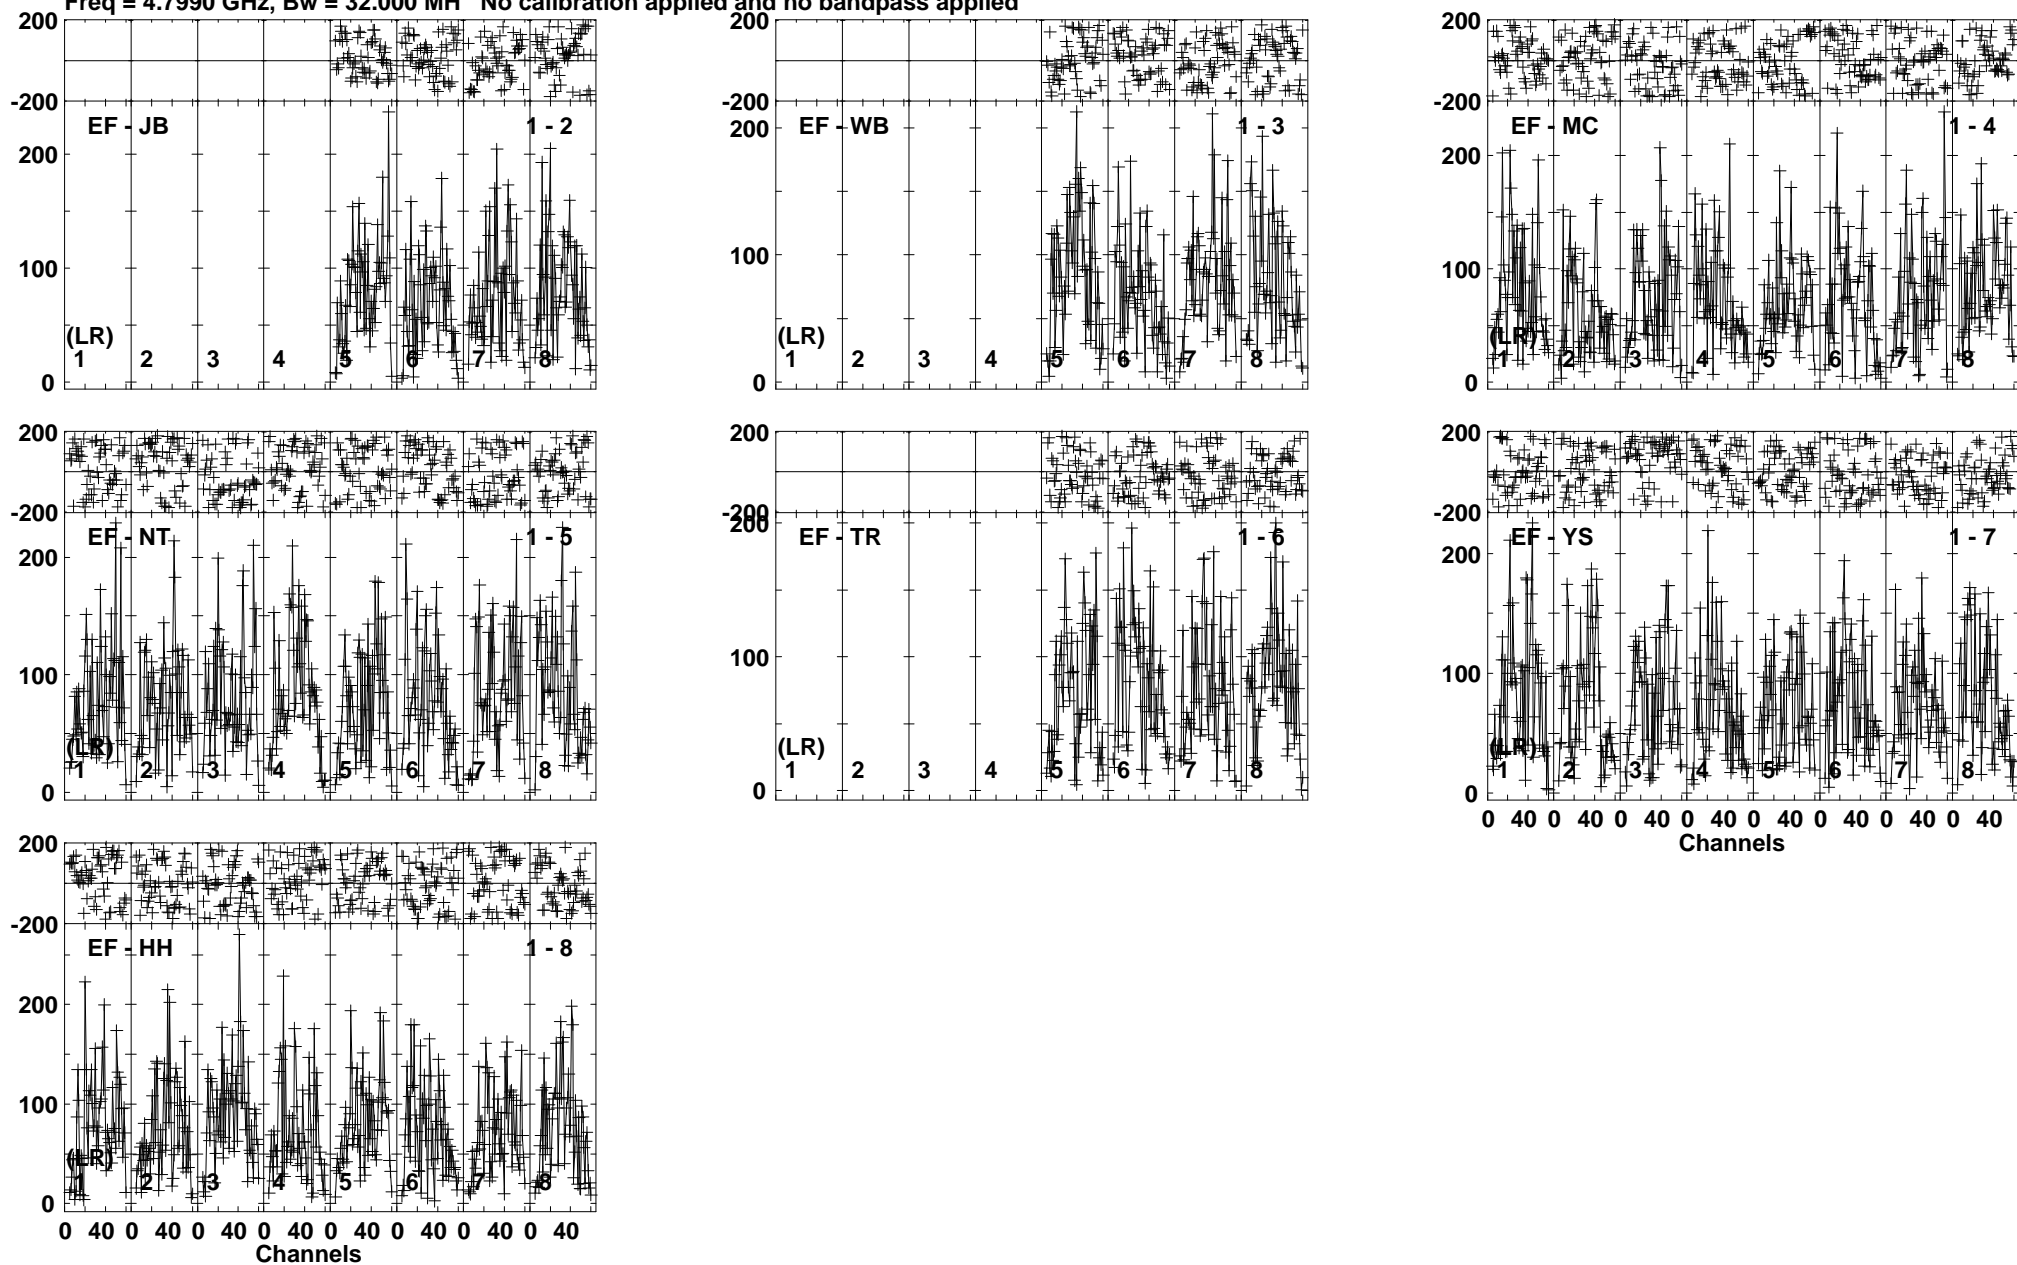 Freq = 4.7990 GHz, Bw = 32.000 MH No calibration applied and no bandpass applied
200
-200
EF - JB 1 - 2
200
100
0
(LR)
1 2 3 4 5 6 7 8
200
-200
EF - WB 1 - 3
200
100
0
(LR)
1 2 3 4 5 6 7 8
200
-200
EF - MC 1 - 4
200
100
0
(LR)
1 2 3 4 5 6 7 8
200
-200
EF - NT 1 - 5
200
100
0
(LR)
1 2 3 4 5 6 7 8
200
-200
EF - TR 1 - 6
200
100
0
(LR)
1 2 3 4 5 6 7 8
200
-200
EF - YS 1 - 7
200
100
0
(LR)
1 2 3 4 5 6 7 8
0 40 0 40 0 40 0 40 0 40 0 40 0 40 0 40
Channels
200
-200
EF - HH 1 - 8
200
100
0
(LR)
1 2 3 4 5 6 7 8
0 40 0 40 0 40 0 40 0 40 0 40 0 40 0 40
Channels